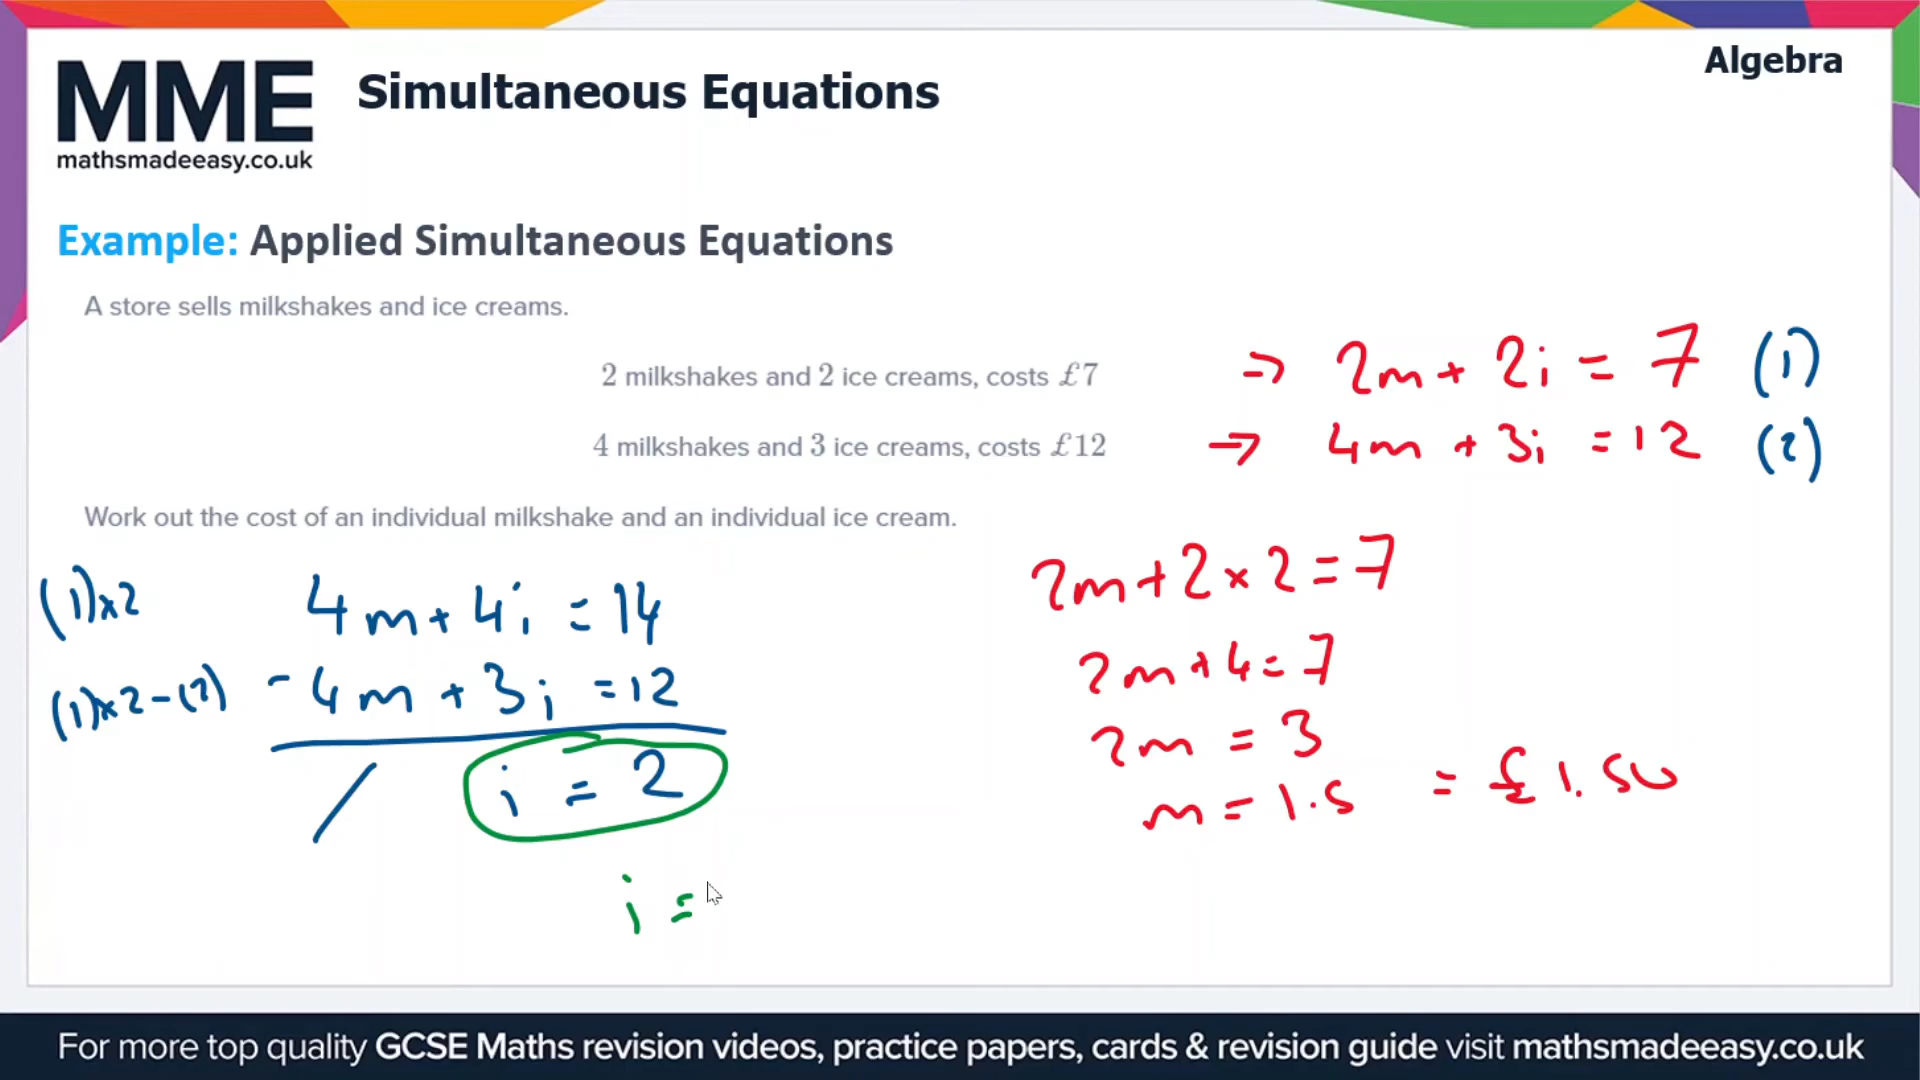 MME
mathsmadeeasy.co.uk
Simultaneous Equations
Algebra
Example: Applied Simultaneous Equations
A store sells milkshakes and ice creams.
2 milkshakes and 2 ice creams, costs £7
⇒ 2m + 2i = 7 (1)
4 milkshakes and 3 ice creams, costs £12
→ 4m + 3i = 12 (2)
Work out the cost of an individual milkshake and an individual ice cream.
(1)×2 4m + 4i = 14
(1)×2 - (2) - 4m + 3i = 12
i = 2
i =
2m + 2 × 2 = 7
2m + 4 = 7
2m = 3
m = 1.5 = £1.50
For more top quality GCSE Maths revision videos, practice papers, cards & revision guide visit mathsmadeeasy.co.uk